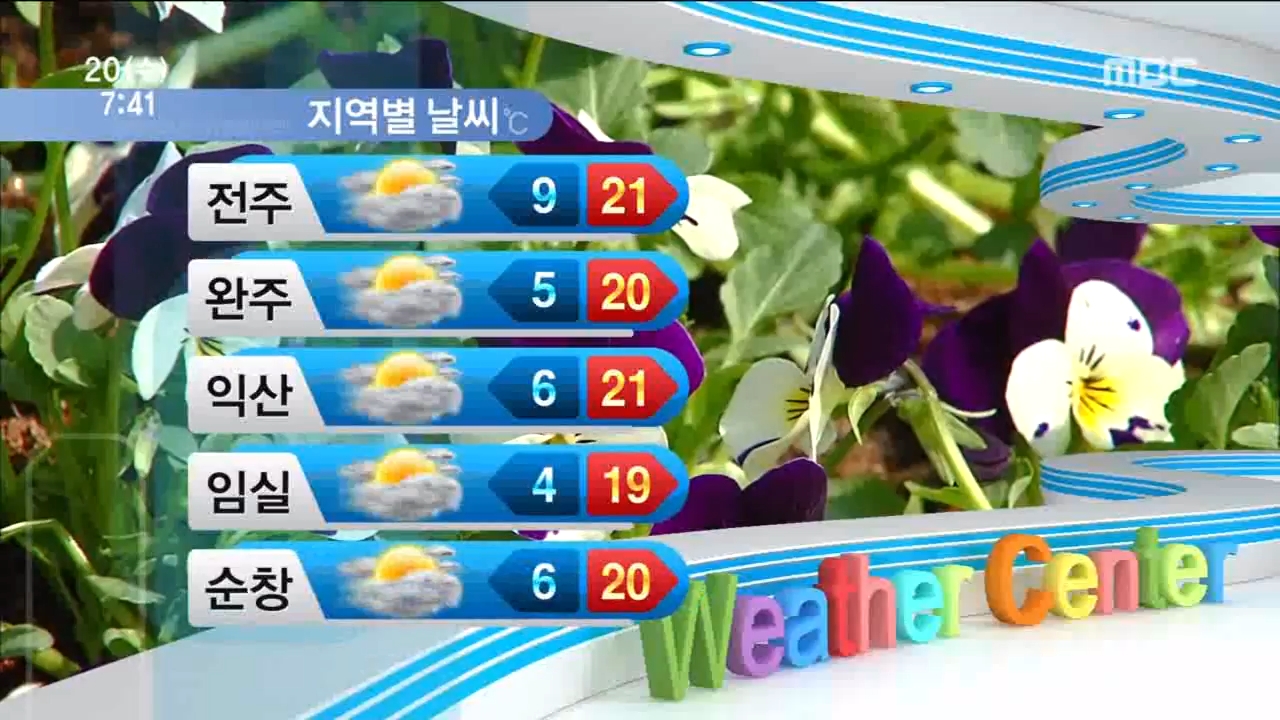 20(수)
7:41
지역별 날씨 ℃
MBC
전주 9 21
완주 5 20
익산 6 21
임실 4 19
순창 6 20
Weather Center